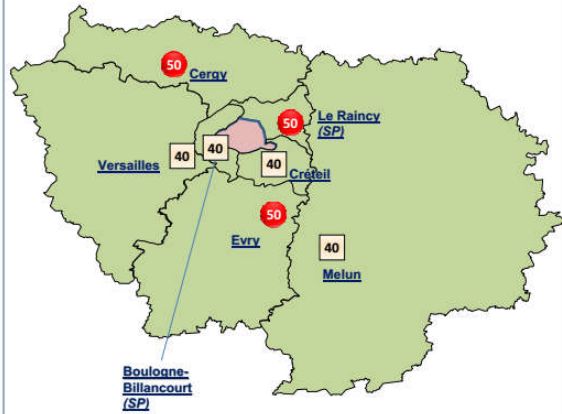 50
Cergy
50
Le Raincy
(SP)
Versailles
40
40
40
Créteil
50
Evry
40
Melun
Boulogne-
Billancourt
(SP)